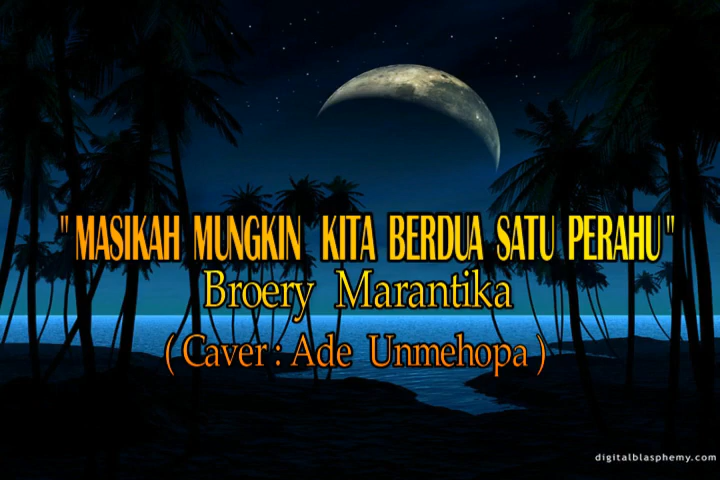 " MASIKAH MUNGKIN KITA BERDUA SATU PERAHU "
Broery Marantika
( Caver : Ade Unmehopa )
digitalblasphemy.com